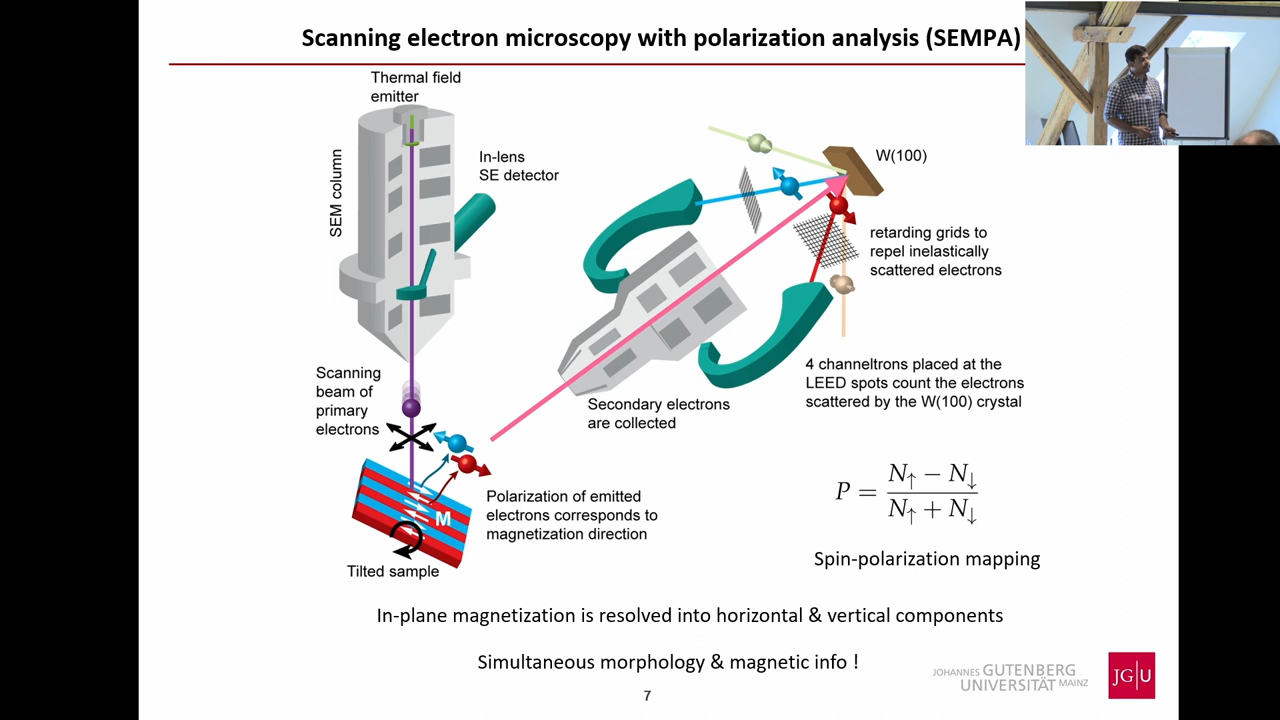 Scanning electron microscopy with polarization analysis (SEMPA)
Thermal field
emitter
SEM column
In-lens
SE detector
W(100)
retarding grids to
repel inelastically
scattered electrons
Scanning
beam of
primary
electrons
Secondary electrons
are collected
4 channeltrons placed at the
LEED spots count the electrons
scattered by the W(100) crystal
M
Polarization of emitted
electrons corresponds to
magnetization direction
Tilted sample
P = (N↑ − N↓) / (N↑ + N↓)
Spin-polarization mapping
In-plane magnetization is resolved into horizontal & vertical components
Simultaneous morphology & magnetic info !
JOHANNES GUTENBERG
UNIVERSITÄT MAINZ
JG|U
7